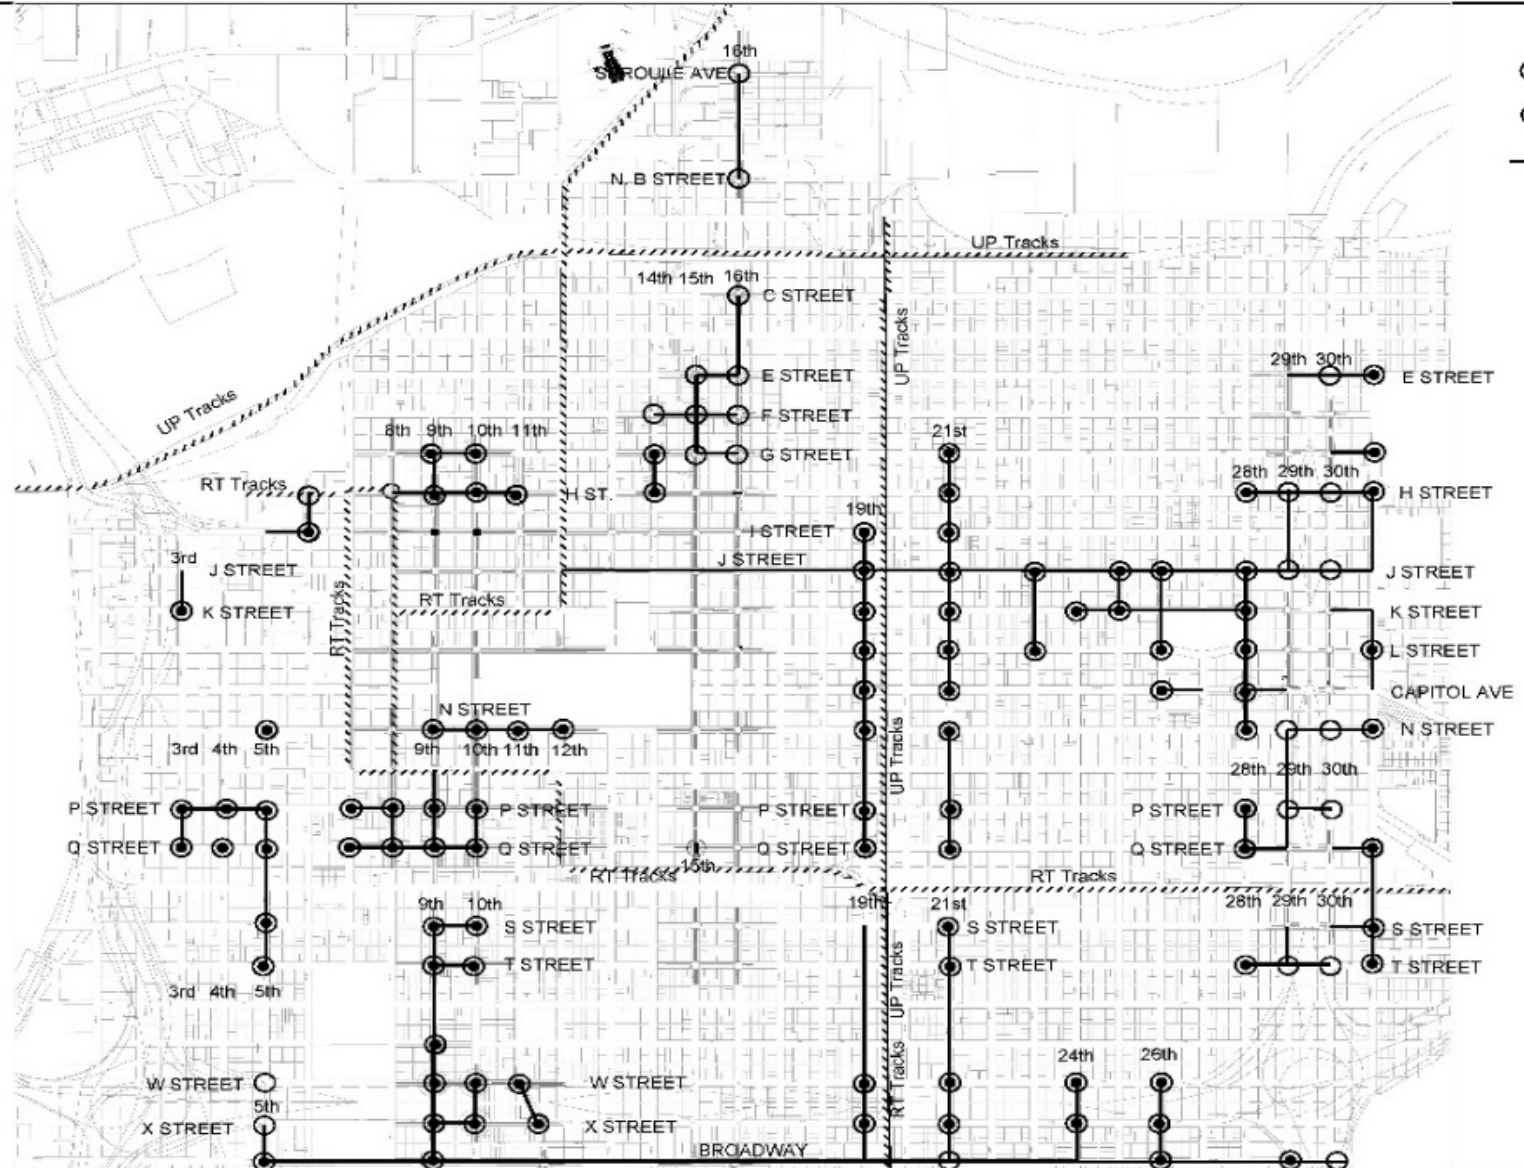 16th
SPROULE AVE
N. B STREET
UP Tracks
14th 15th 16th
C STREET
UP Tracks
29th 30th
E STREET
E STREET
UP Tracks
F STREET
8th 9th 10th 11th
21st
G STREET
28th 29th 30th
RT Tracks
H ST.
H STREET
19th
I STREET
3rd
J STREET
J STREET
J STREET
RT Tracks
RT Tracks
K STREET
K STREET
L STREET
CAPITOL AVE
N STREET
N STREET
3rd 4th 5th
9th 10th 11th 12th
UP Tracks
28th 29th 30th
P STREET
P STREET
P STREET
P STREET
Q STREET
Q STREET
Q STREET
Q STREET
15th
RT Tracks
RT Tracks
9th 10th
19th
21st
28th 29th 30th
S STREET
S STREET
S STREET
T STREET
T STREET
T STREET
3rd 4th 5th
UP Tracks
24th 26th
RT Tracks
W STREET
W STREET
5th
X STREET
X STREET
BROADWAY